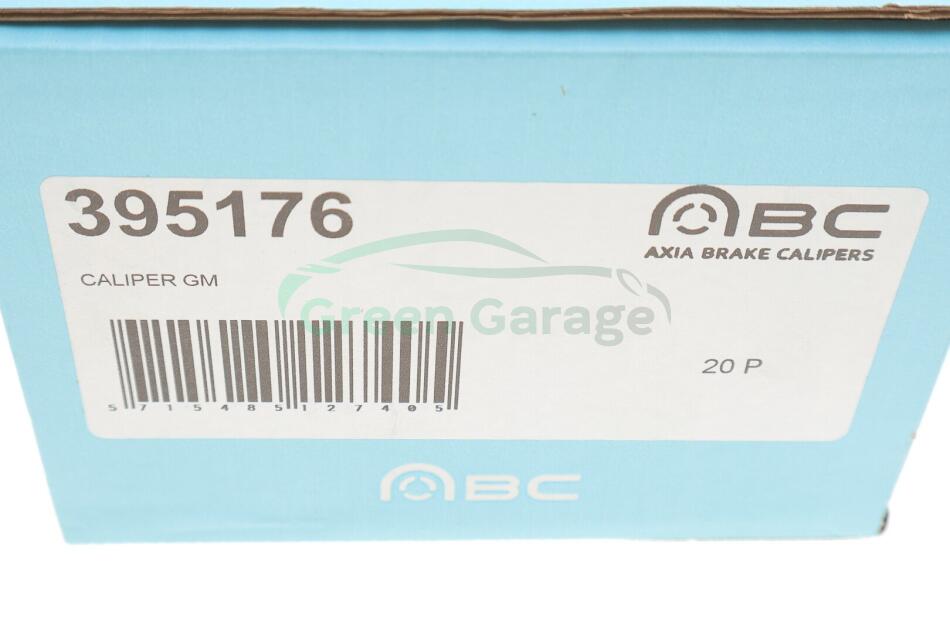 395176
ABC
AXIA BRAKE CALIPERS
CALIPER GM
Green Garage
20 P
5 715485 127405
ABC